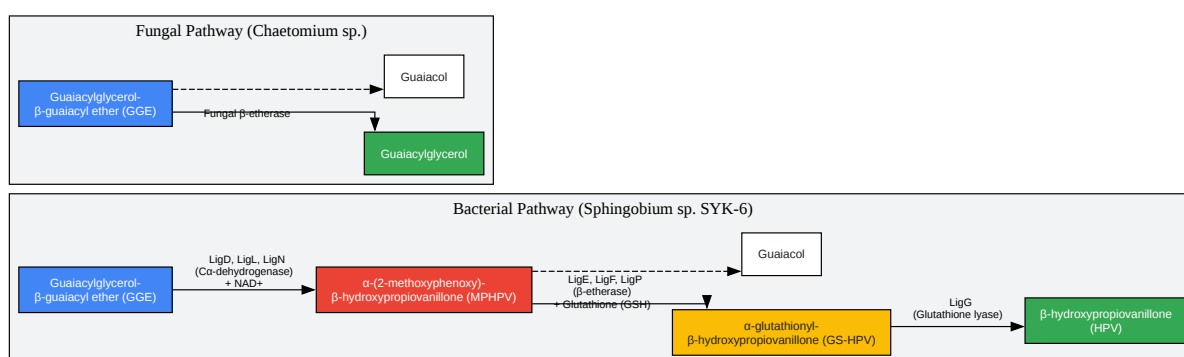 Fungal Pathway (Chaetomium sp.)
Guaiacylglycerol-
β-guaiacyl ether (GGE)
Guaiacol
Fungal β-etherase
Guaiacylglycerol
Bacterial Pathway (Sphingobium sp. SYK-6)
Guaiacylglycerol-
β-guaiacyl ether (GGE)
LigD, LigL, LigN
(Cα-dehydrogenase)
+ NAD+
α-(2-methoxyphenoxy)-
β-hydroxypropiovanillone (MPHPV)
Guaiacol
LigE, LigF, LigP
(β-etherase)
+ Glutathione (GSH)
α-glutathionyl-
β-hydroxypropiovanillone (GS-HPV)
LigG
(Glutathione lyase)
β-hydroxypropiovanillone
(HPV)